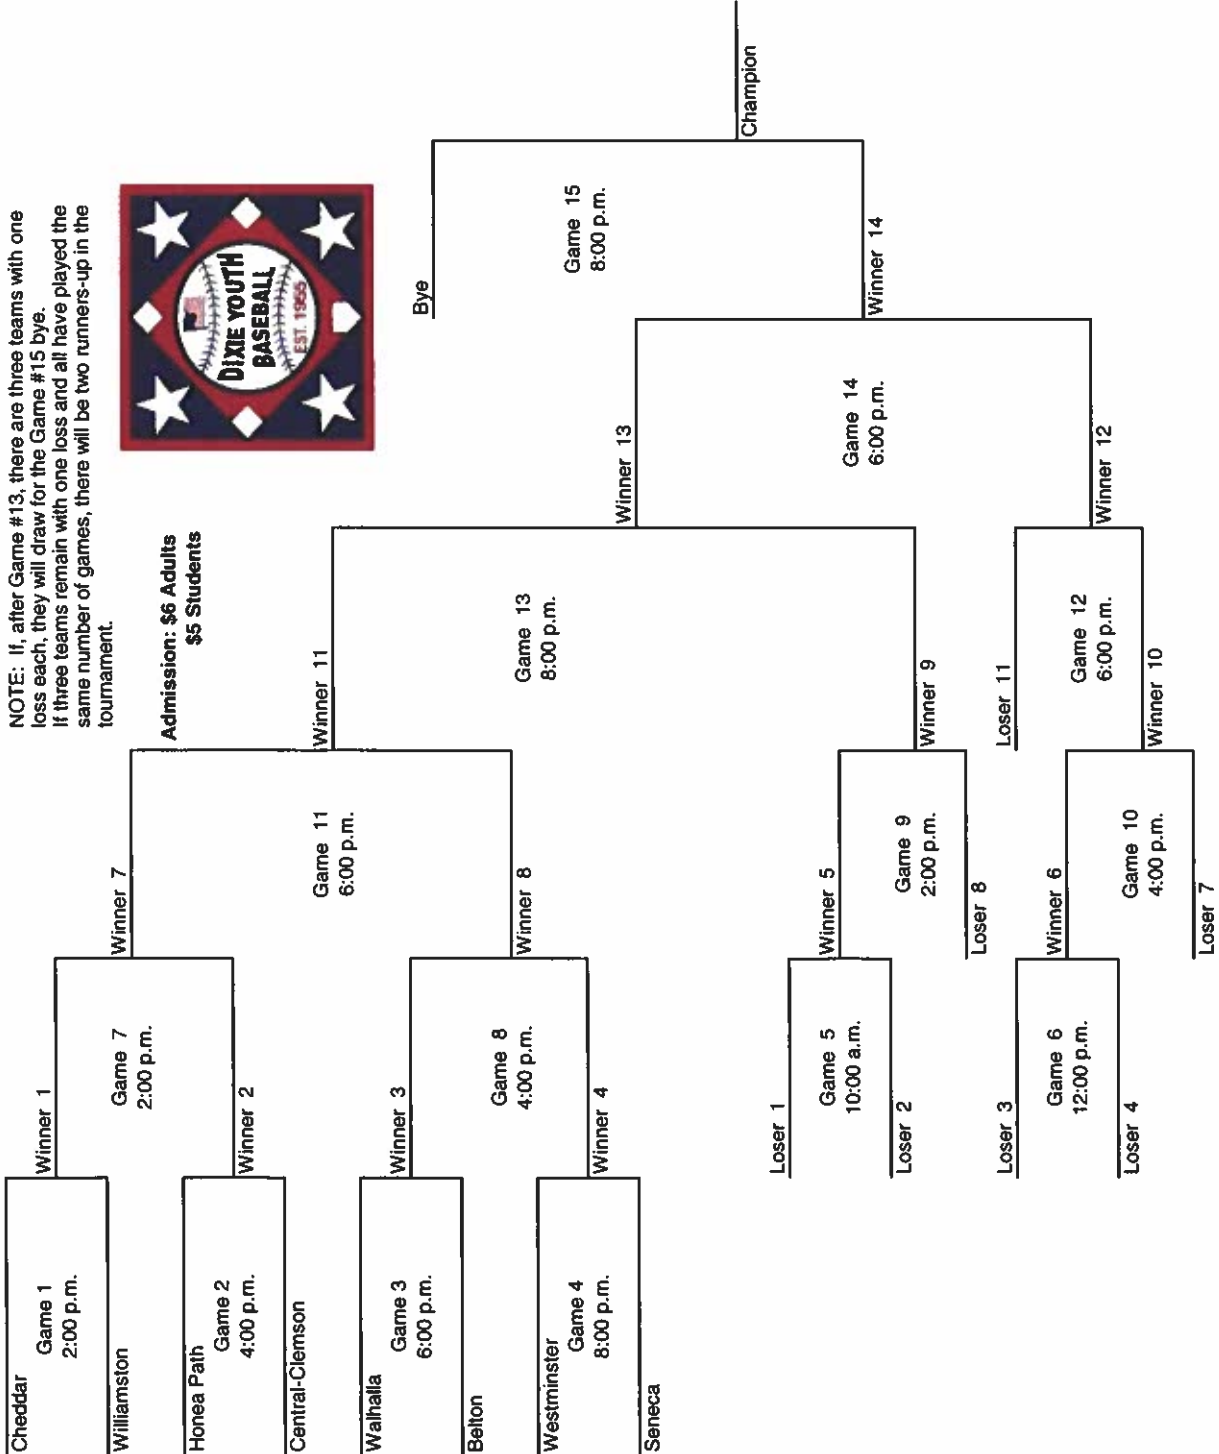 NOTE: If, after Game #13, there are three teams with one
loss each, they will draw for the Game #15 bye.
If three teams remain with one loss and all have played the
same number of games, there will be two runners-up in the
tournament.
Admission: $6 Adults
$5 Students
DIXIE YOUTH
BASEBALL
EST. 1955
Cheddar
Game 1
2:00 p.m.
Williamston
Honea Path
Game 2
4:00 p.m.
Central-Clemson
Walhalla
Game 3
6:00 p.m.
Belton
Westminster
Game 4
8:00 p.m.
Seneca
Winner 1
Game 7
2:00 p.m.
Winner 2
Winner 3
Game 8
4:00 p.m.
Winner 4
Loser 1
Game 5
10:00 a.m.
Loser 2
Loser 3
Game 6
12:00 p.m.
Loser 4
Winner 7
Game 11
6:00 p.m.
Winner 8
Winner 5
Game 9
2:00 p.m.
Loser 8
Winner 6
Game 10
4:00 p.m.
Loser 7
Winner 11
Game 13
8:00 p.m.
Winner 9
Loser 11
Game 12
6:00 p.m.
Winner 10
Winner 13
Game 14
6:00 p.m.
Winner 12
Bye
Game 15
8:00 p.m.
Winner 14
Champion